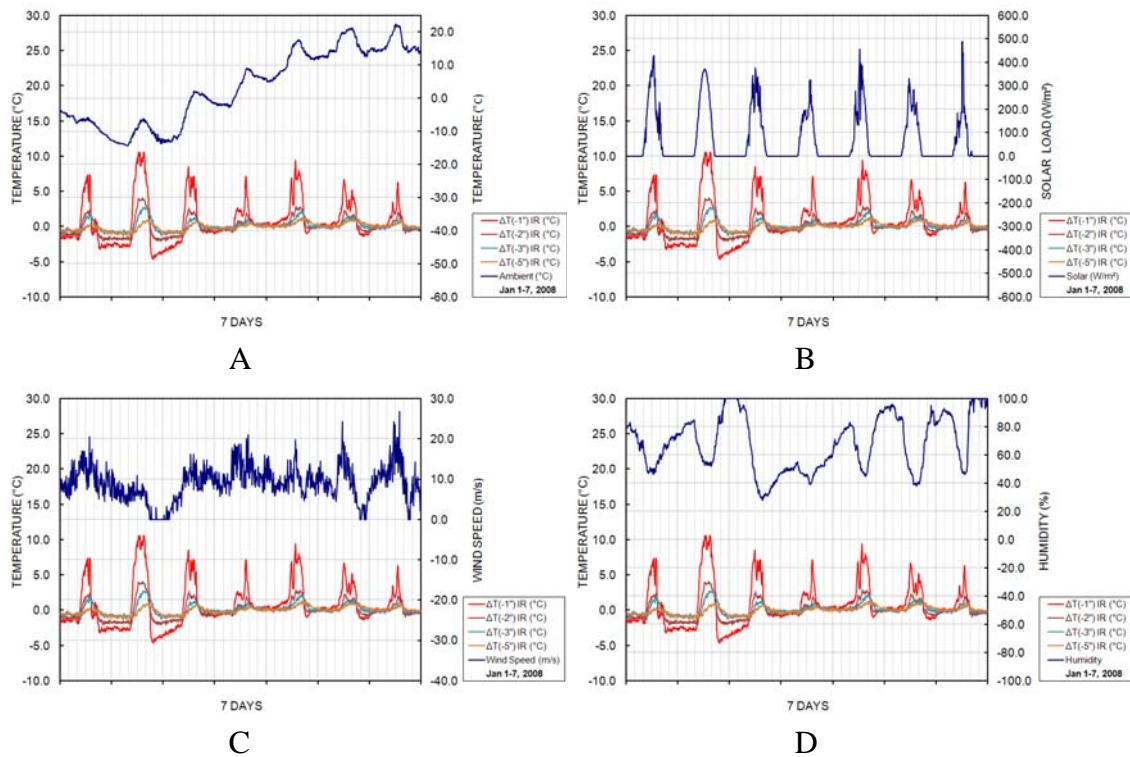 30.0
25.0
20.0
15.0
10.0
5.0
0.0
-5.0
-10.0
TEMPERATURE (°C)
20.0
10.0
0.0
-10.0
-20.0
-30.0
-40.0
-50.0
-60.0
TEMPERATURE (°C)
ΔT(-1") IR (°C)
ΔT(-2") IR (°C)
ΔT(-3") IR (°C)
ΔT(-5") IR (°C)
Ambient (°C)
Jan 1-7, 2008
7 DAYS
A
30.0
25.0
20.0
15.0
10.0
5.0
0.0
-5.0
-10.0
TEMPERATURE (°C)
600.0
500.0
400.0
300.0
200.0
100.0
0.0
-100.0
-200.0
-300.0
-400.0
-500.0
-600.0
SOLAR LOAD (W/m²)
ΔT(-1") IR (°C)
ΔT(-2") IR (°C)
ΔT(-3") IR (°C)
ΔT(-5") IR (°C)
Solar (W/m²)
Jan 1-7, 2008
7 DAYS
B
30.0
25.0
20.0
15.0
10.0
5.0
0.0
-5.0
-10.0
TEMPERATURE (°C)
30.0
20.0
10.0
0.0
-10.0
-20.0
-30.0
-40.0
WIND SPEED (m/s)
ΔT(-1") IR (°C)
ΔT(-2") IR (°C)
ΔT(-3") IR (°C)
ΔT(-5") IR (°C)
Wind Speed (m/s)
Jan 1-7, 2008
7 DAYS
C
30.0
25.0
20.0
15.0
10.0
5.0
0.0
-5.0
-10.0
TEMPERATURE (°C)
100.0
80.0
60.0
40.0
20.0
0.0
-20.0
-40.0
-60.0
-80.0
-100.0
HUMIDITY (%)
ΔT(-1") IR (°C)
ΔT(-2") IR (°C)
ΔT(-3") IR (°C)
ΔT(-5") IR (°C)
Humidity
Jan 1-7, 2008
7 DAYS
D